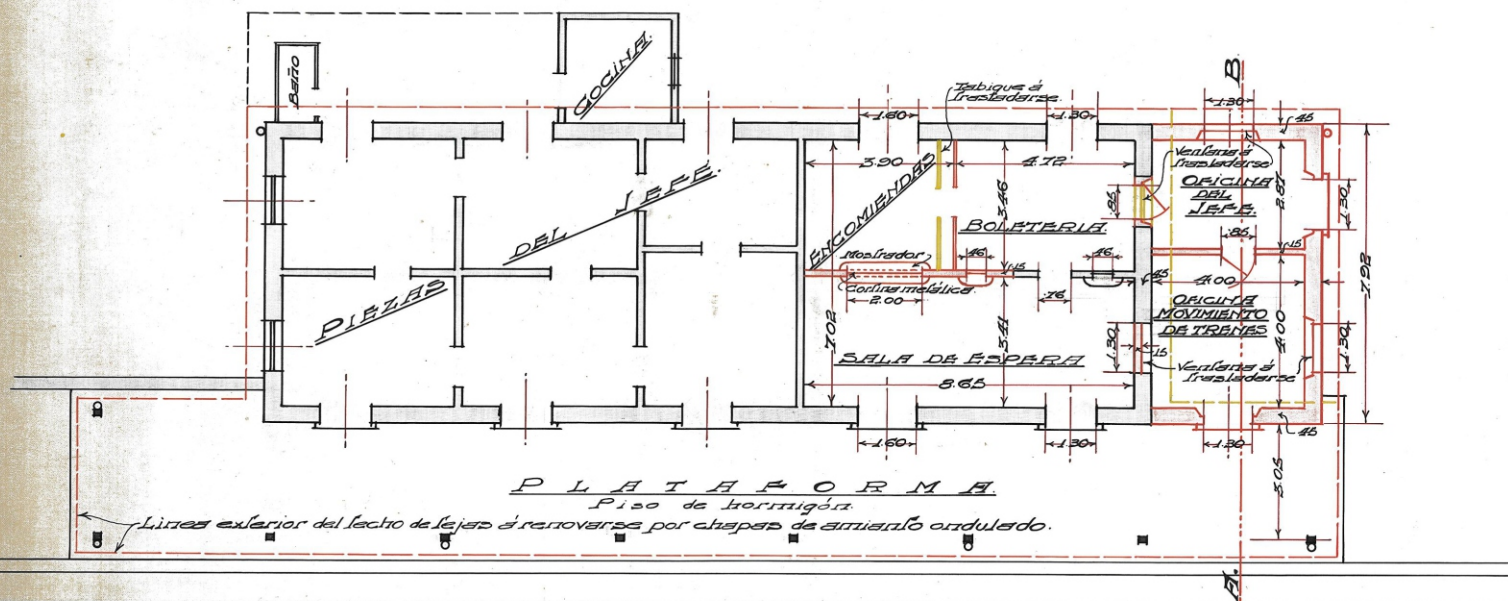 BAÑO
COCINA.
PIEZAS DEL JEFE.
Tabique á
trasladarse.
1.60
1.30
1.30
B
45
3.90
4.72
3.46
ENCOMIENDAS
BOLETERIA.
.85
Ventana á
trasladarse
OFICINA
DEL
JEFE.
2.87
1.30
.85
15
Mostrador
Cortina metálica.
2.00
.46
.46
15
.76
45
4.00
7.92
OFICINA
MOVIMIENTO
DE TRENES
4.00
7.02
3.41
1.30
15
1.30
SALA DE ESPERA
8.65
Ventana á
trasladarse
1.60
1.30
1.30
45
3.05
PLATAFORMA.
Piso de hormigón.
Linea exterior del techo de tejas á renovarse por chapas de amianto ondulado.
A.